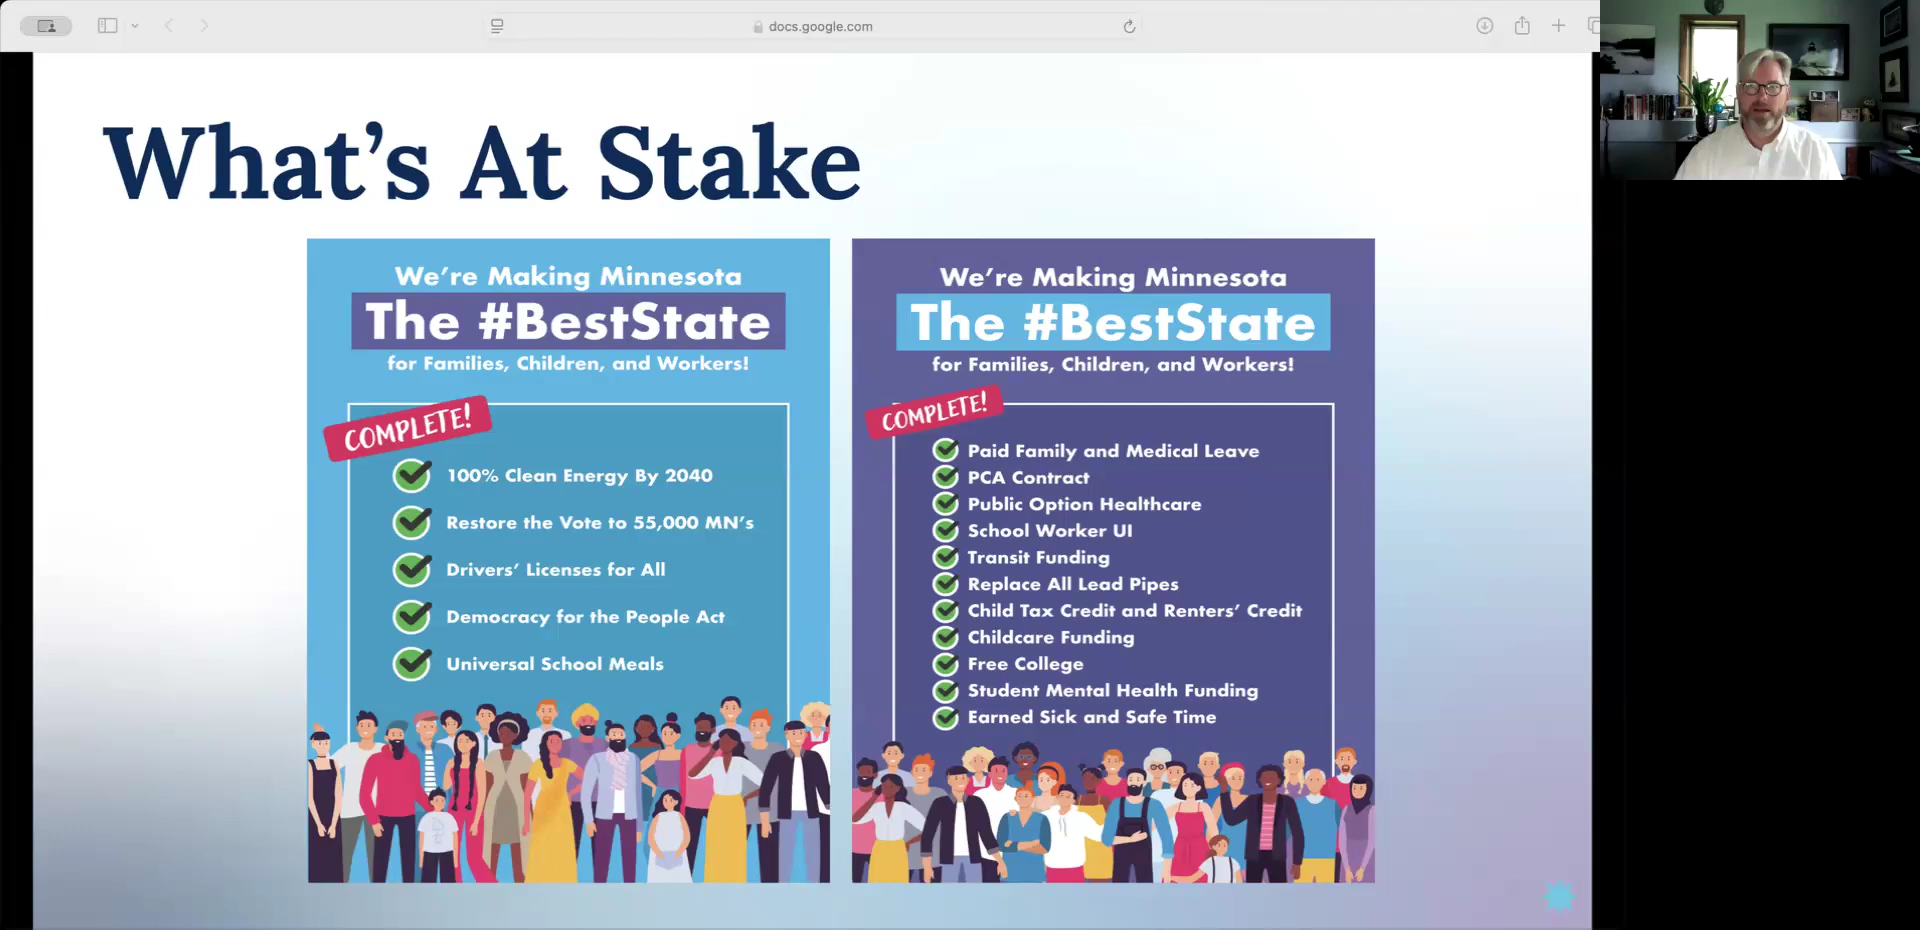 docs.google.com
What's At Stake
We're Making Minnesota
The #BestState
for Families, Children, and Workers!
COMPLETE!
100% Clean Energy By 2040
Restore the Vote to 55,000 MN's
Drivers' Licenses for All
Democracy for the People Act
Universal School Meals
We're Making Minnesota
The #BestState
for Families, Children, and Workers!
COMPLETE!
Paid Family and Medical Leave
PCA Contract
Public Option Healthcare
School Worker UI
Transit Funding
Replace All Lead Pipes
Child Tax Credit and Renters' Credit
Childcare Funding
Free College
Student Mental Health Funding
Earned Sick and Safe Time